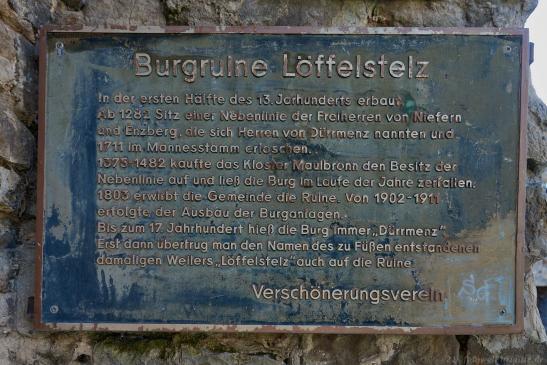 Burgruine Löffelstelz
In der ersten Hälfte des 13. Jahrhunderts erbaut.
Ab 1282 Sitz einer Nebenlinie der Freiherren von Niefern
und Enzberg, die sich Herren von Dürrmenz nannten und
1711 im Mannesstamm erloschen.
1373-1482 kaufte das Kloster Maulbronn den Besitz der
Nebenlinie auf und ließ die Burg im Laufe der Jahre zerfallen.
1803 erwirbt die Gemeinde die Ruine. Von 1902-1911
erfolgte der Ausbau der Burganlagen.
Bis zum 17. Jahrhundert hieß die Burg immer „Dürrmenz“.
Erst dann übertrug man den Namen des zu Füßen entstandenen
damaligen Weilers „Löffelstelz“ auch auf die Ruine
Verschönerungsverein